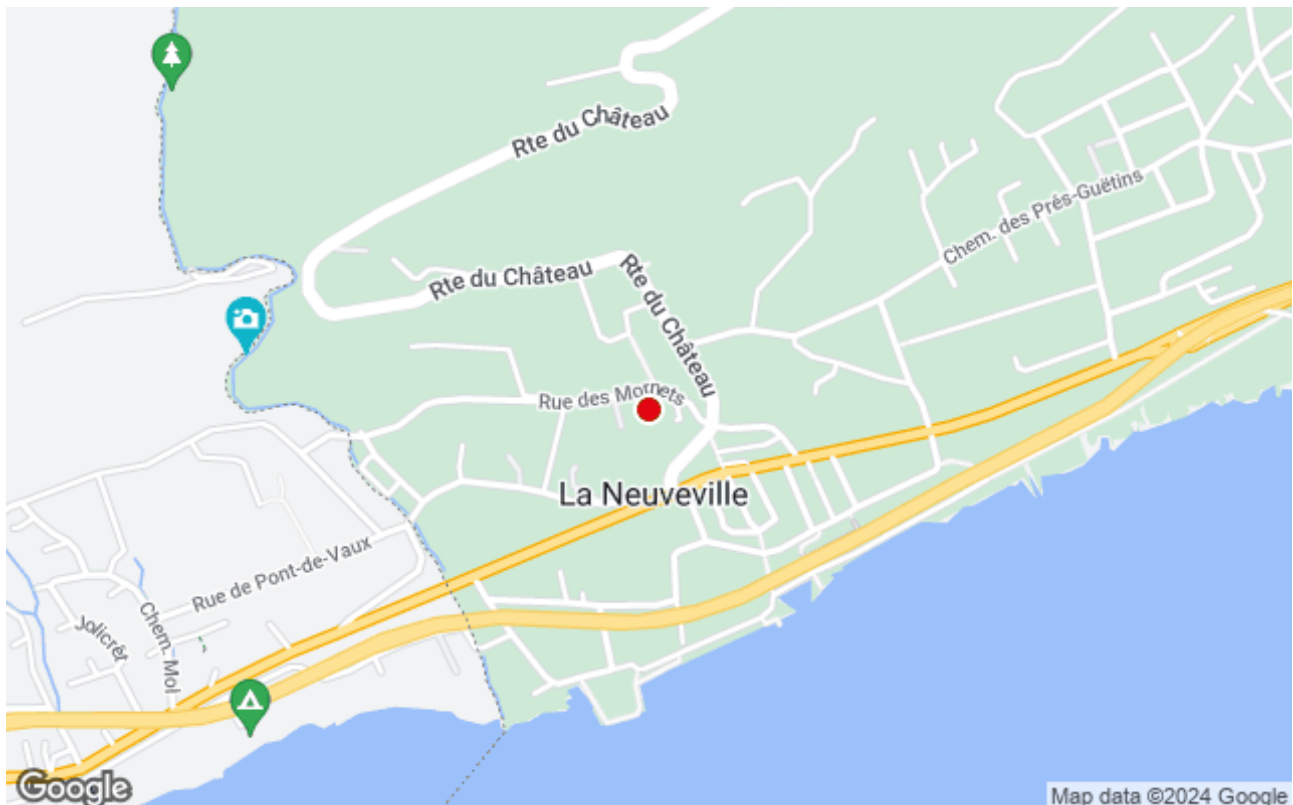 Rte du Château
Chem. des Prés-Guëtins
Rte du Château
Rte du Château
Rue des Mornets
La Neuveville
Rue de Pont-de-Vaux
Jolicrêt
Chem. Mol
Google
Map data ©2024 Google